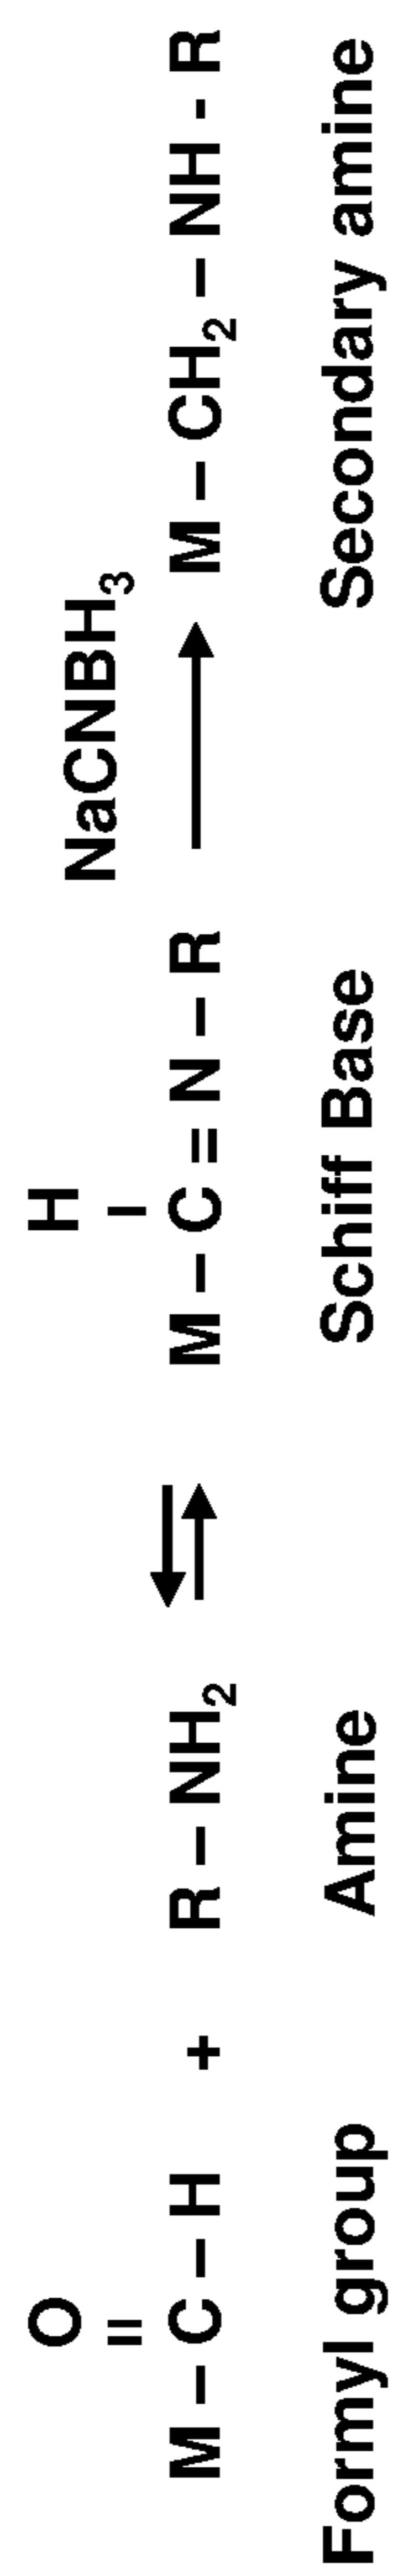 O H NaCNBH3
|| |
M – C – H + R – NH2 ⇄ M – C = N – R → M – CH2 – NH - R
Formyl group Amine Schiff Base Secondary amine